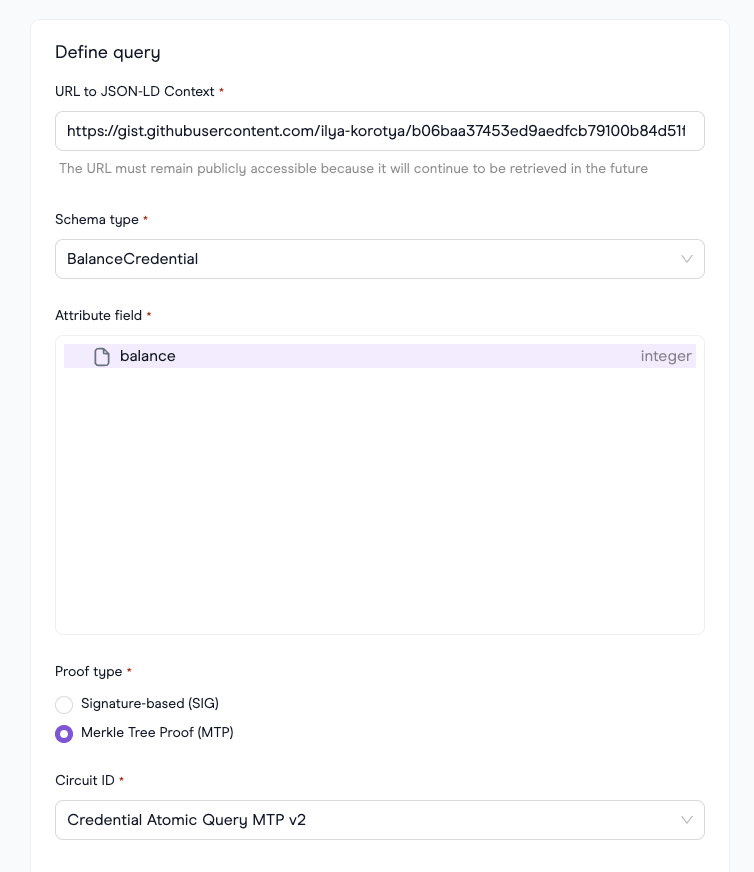 Define query
URL to JSON-LD Context *
https://gist.githubusercontent.com/ilya-korotya/b06baa37453ed9aedfcb79100b84d51f
The URL must remain publicly accessible because it will continue to be retrieved in the future
Schema type *
BalanceCredential
Attribute field *
balance integer
Proof type *
Signature-based (SIG)
Merkle Tree Proof (MTP)
Circuit ID *
Credential Atomic Query MTP v2